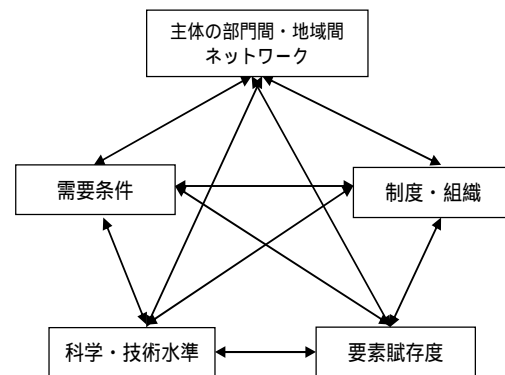 主体の部門間・地域間
ネットワーク
需要条件
制度・組織
科学・技術水準
要素賦存度